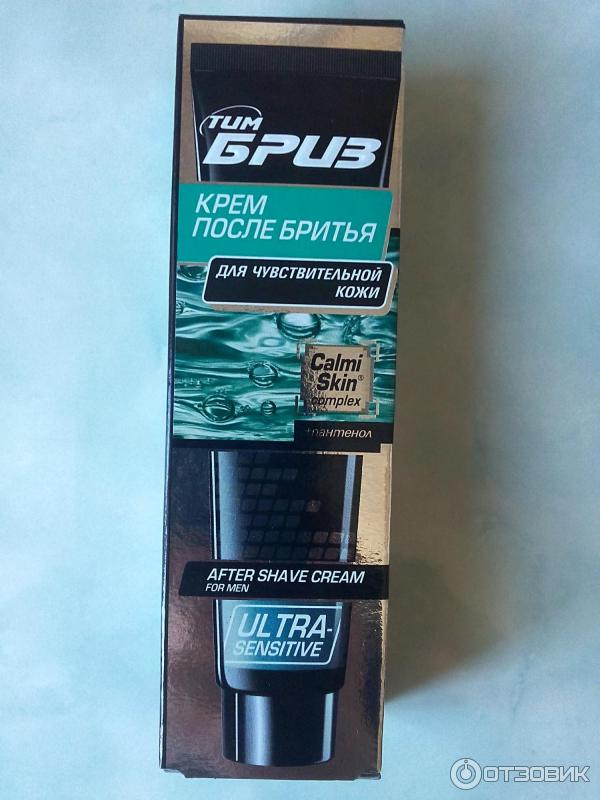 тим
БРИЗ
КРЕМ
ПОСЛЕ БРИТЬЯ
ДЛЯ ЧУВСТВИТЕЛЬНОЙ
КОЖИ
Calmi
Skin®
complex
+пантенол
AFTER SHAVE CREAM
FOR MEN
ULTRA-
SENSITIVE
ОТЗОВИК